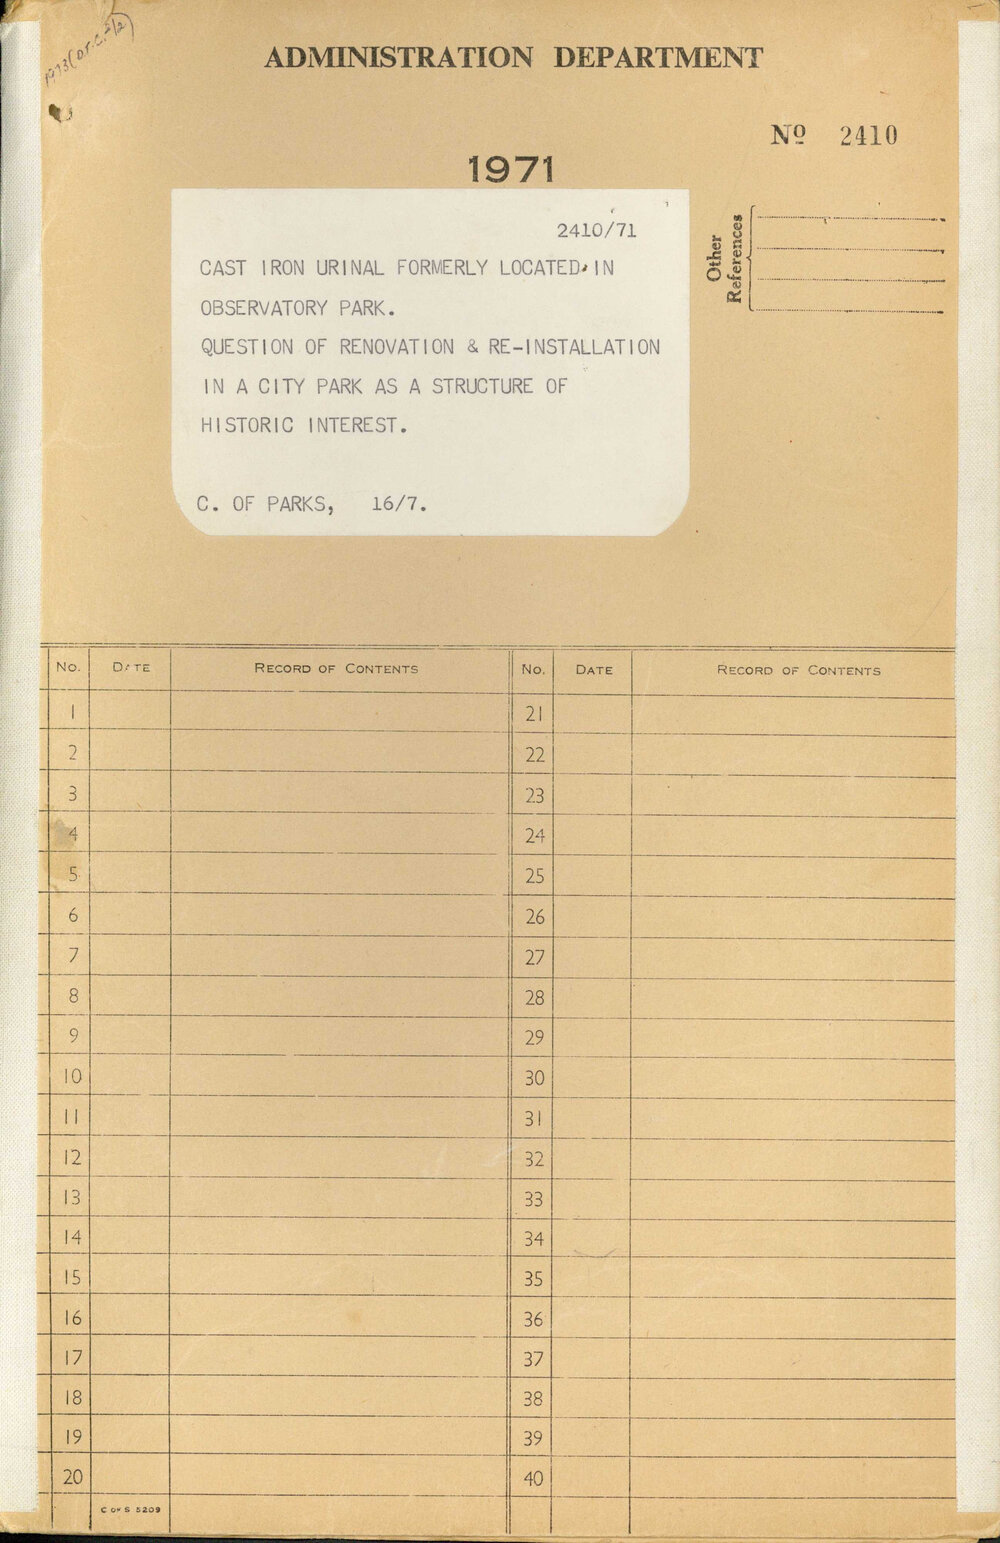 1973 (D.T.C. 2/2)
ADMINISTRATION DEPARTMENT
Nº 2410
1971
Other References
2410/71
CAST IRON URINAL FORMERLY LOCATED IN
OBSERVATORY PARK.
QUESTION OF RENOVATION & RE-INSTALLATION
IN A CITY PARK AS A STRUCTURE OF
HISTORIC INTEREST.
C. OF PARKS, 16/7.
No. DATE RECORD OF CONTENTS No. DATE RECORD OF CONTENTS
1 21
2 22
3 23
4 24
5 25
6 26
7 27
8 28
9 29
10 30
11 31
12 32
13 33
14 34
15 35
16 36
17 37
18 38
19 39
20 40
C OF S 5209